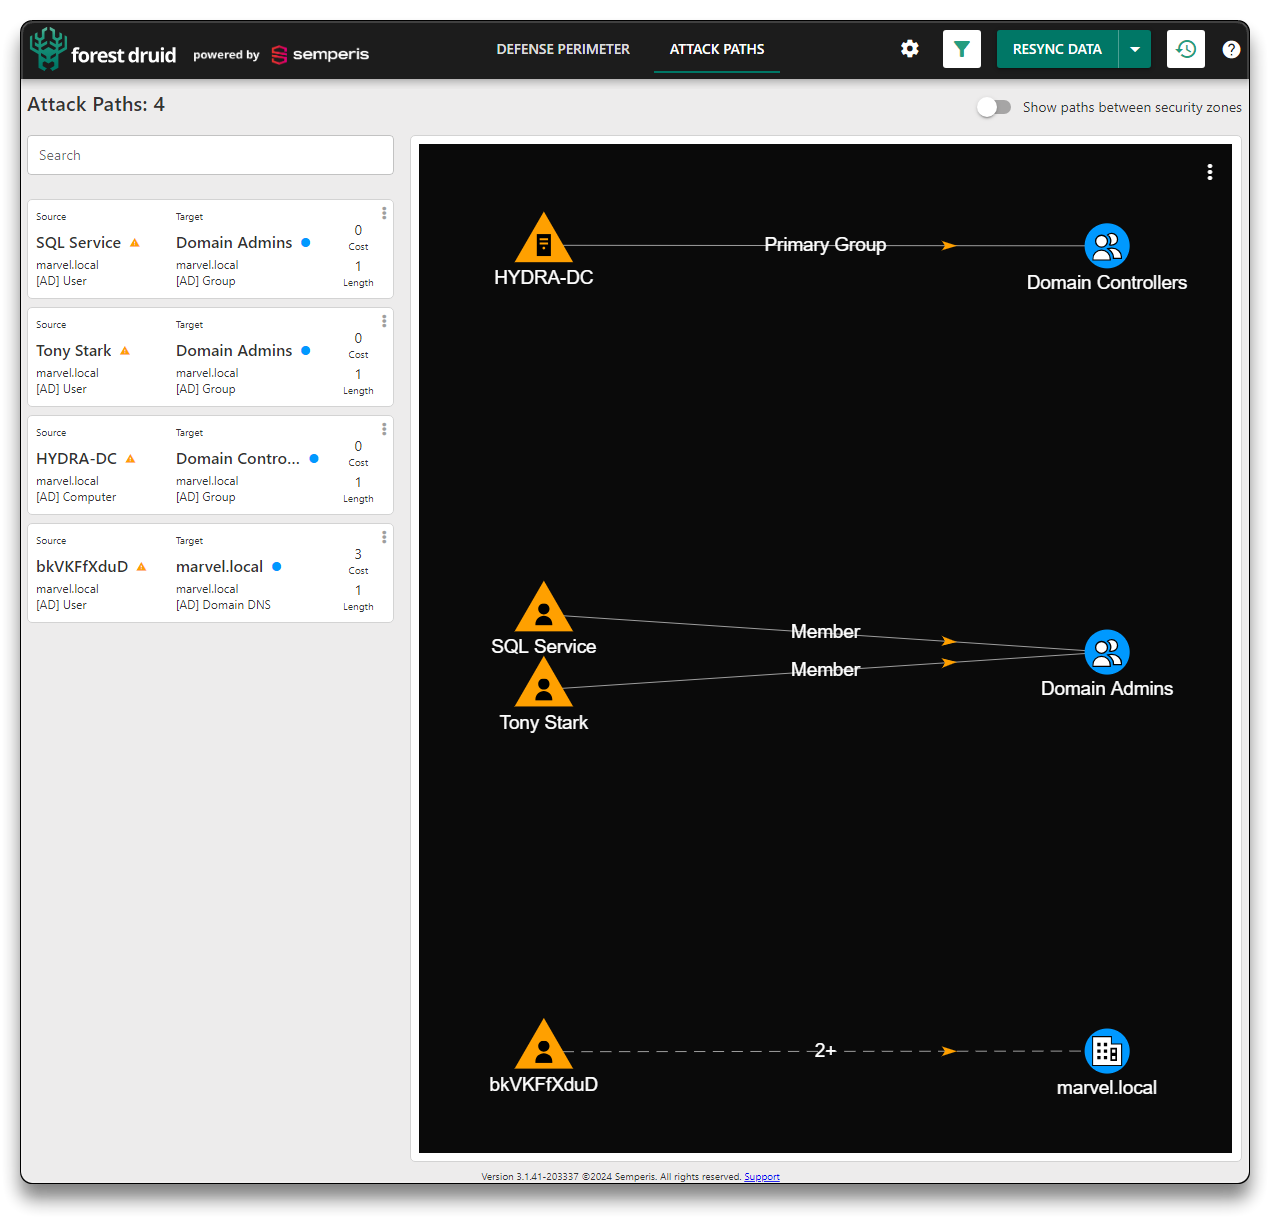 forest druid powered by semperis DEFENSE PERIMETER ATTACK PATHS RESYNC DATA ?
Attack Paths: 4
Show paths between security zones
Search
Source Target
0
SQL Service Domain Admins
Cost
marvel.local marvel.local
1
[AD] User [AD] Group
Length
Source Target
0
Tony Stark Domain Admins
Cost
marvel.local marvel.local
1
[AD] User [AD] Group
Length
Source Target
0
HYDRA-DC Domain Contro...
Cost
marvel.local marvel.local
1
[AD] Computer [AD] Group
Length
Source Target
3
bkVKFfXduD marvel.local
Cost
marvel.local marvel.local
1
[AD] User [AD] Domain DNS
Length
Primary Group
HYDRA-DC
Domain Controllers
Member
SQL Service
Member
Domain Admins
Tony Stark
2+
bkVKFfXduD
marvel.local
Version 3.1.41-203337 ©2024 Semperis. All rights reserved. Support